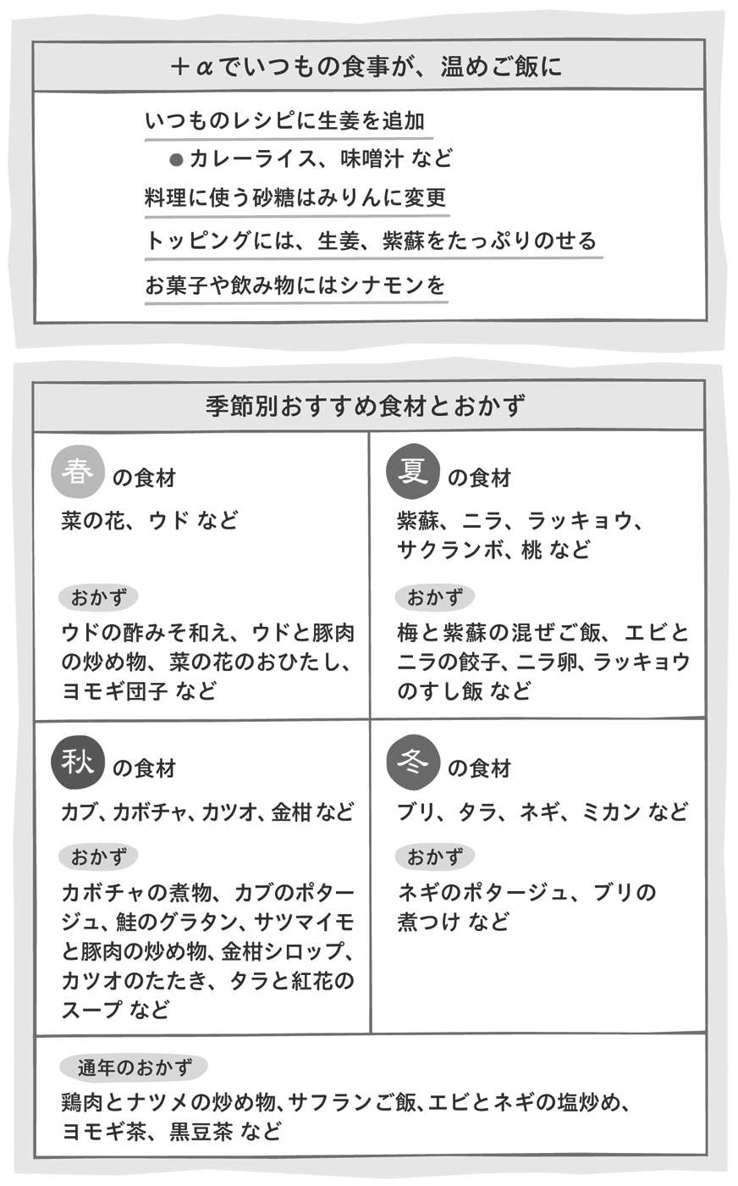 ＋αでいつもの食事が、温めご飯に
いつものレシピに生姜を追加
●カレーライス、味噌汁 など
料理に使う砂糖はみりんに変更
トッピングには、生姜、紫蘇をたっぷりのせる
お菓子や飲み物にはシナモンを
季節別おすすめ食材とおかず
春の食材
菜の花、ウド など
おかず
ウドの酢みそ和え、ウドと豚肉
の炒め物、菜の花のおひたし、
ヨモギ団子 など
夏の食材
紫蘇、ニラ、ラッキョウ、
サクランボ、桃 など
おかず
梅と紫蘇の混ぜご飯、エビと
ニラの餃子、ニラ卵、ラッキョウ
のすし飯 など
秋の食材
カブ、カボチャ、カツオ、金柑 など
おかず
カボチャの煮物、カブのポター
ジュ、鮭のグラタン、サツマイモ
と豚肉の炒め物、金柑シロップ、
カツオのたたき、タラと紅花の
スープ など
冬の食材
ブリ、タラ、ネギ、ミカン など
おかず
ネギのポタージュ、ブリの
煮つけ など
通年のおかず
鶏肉とナツメの炒め物、サフランご飯、エビとネギの塩炒め、
ヨモギ茶、黒豆茶 など